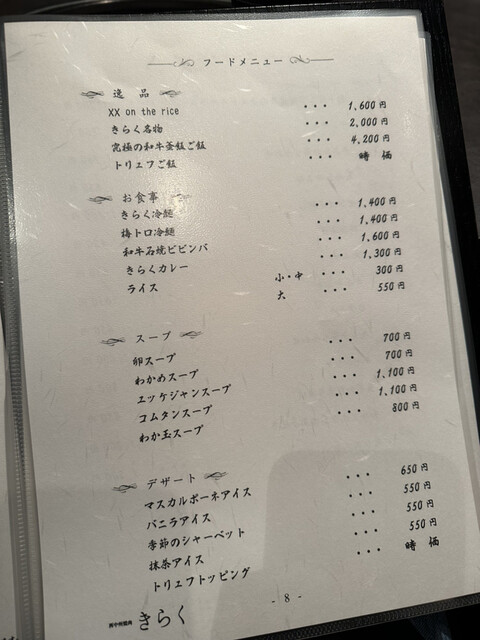 フードメニュー
逸品
XX on the rice ・・・ 1,600円
きらく名物 ・・・ 2,000円
究極の和牛釜飯ご飯 ・・・ 4,200円
トリュフご飯 ・・・ 時価
お食事
きらく冷麺 ・・・ 1,400円
梅トロ冷麺 ・・・ 1,400円
和牛石焼ビビンバ ・・・ 1,600円
きらくカレー ・・・ 1,300円
ライス 小・中 ・・・ 300円
大 ・・・ 550円
スープ
卵スープ ・・・ 700円
わかめスープ ・・・ 700円
ユッケジャンスープ ・・・ 1,100円
コムタンスープ ・・・ 1,100円
わか玉スープ ・・・ 800円
デザート
マスカルポーネアイス ・・・ 650円
バニラアイス ・・・ 550円
季節のシャーベット ・・・ 550円
抹茶アイス ・・・ 550円
トリュフトッピング ・・・ 時価
きらく
- 8 -